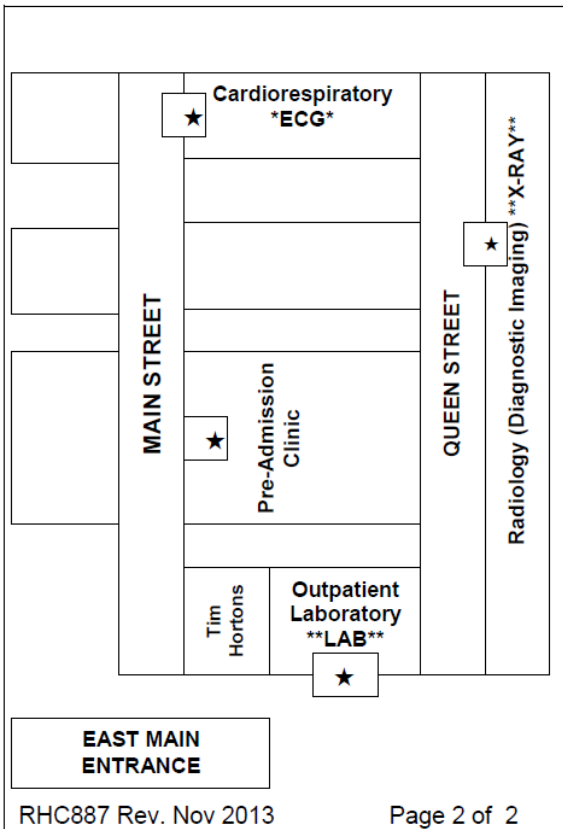 Cardiorespiratory
*ECG*
MAIN STREET
QUEEN STREET
Radiology (Diagnostic Imaging) **X-RAY**
Pre-Admission
Clinic
Tim
Hortons
Outpatient
Laboratory
**LAB**
EAST MAIN
ENTRANCE
RHC887 Rev. Nov 2013
Page 2 of 2